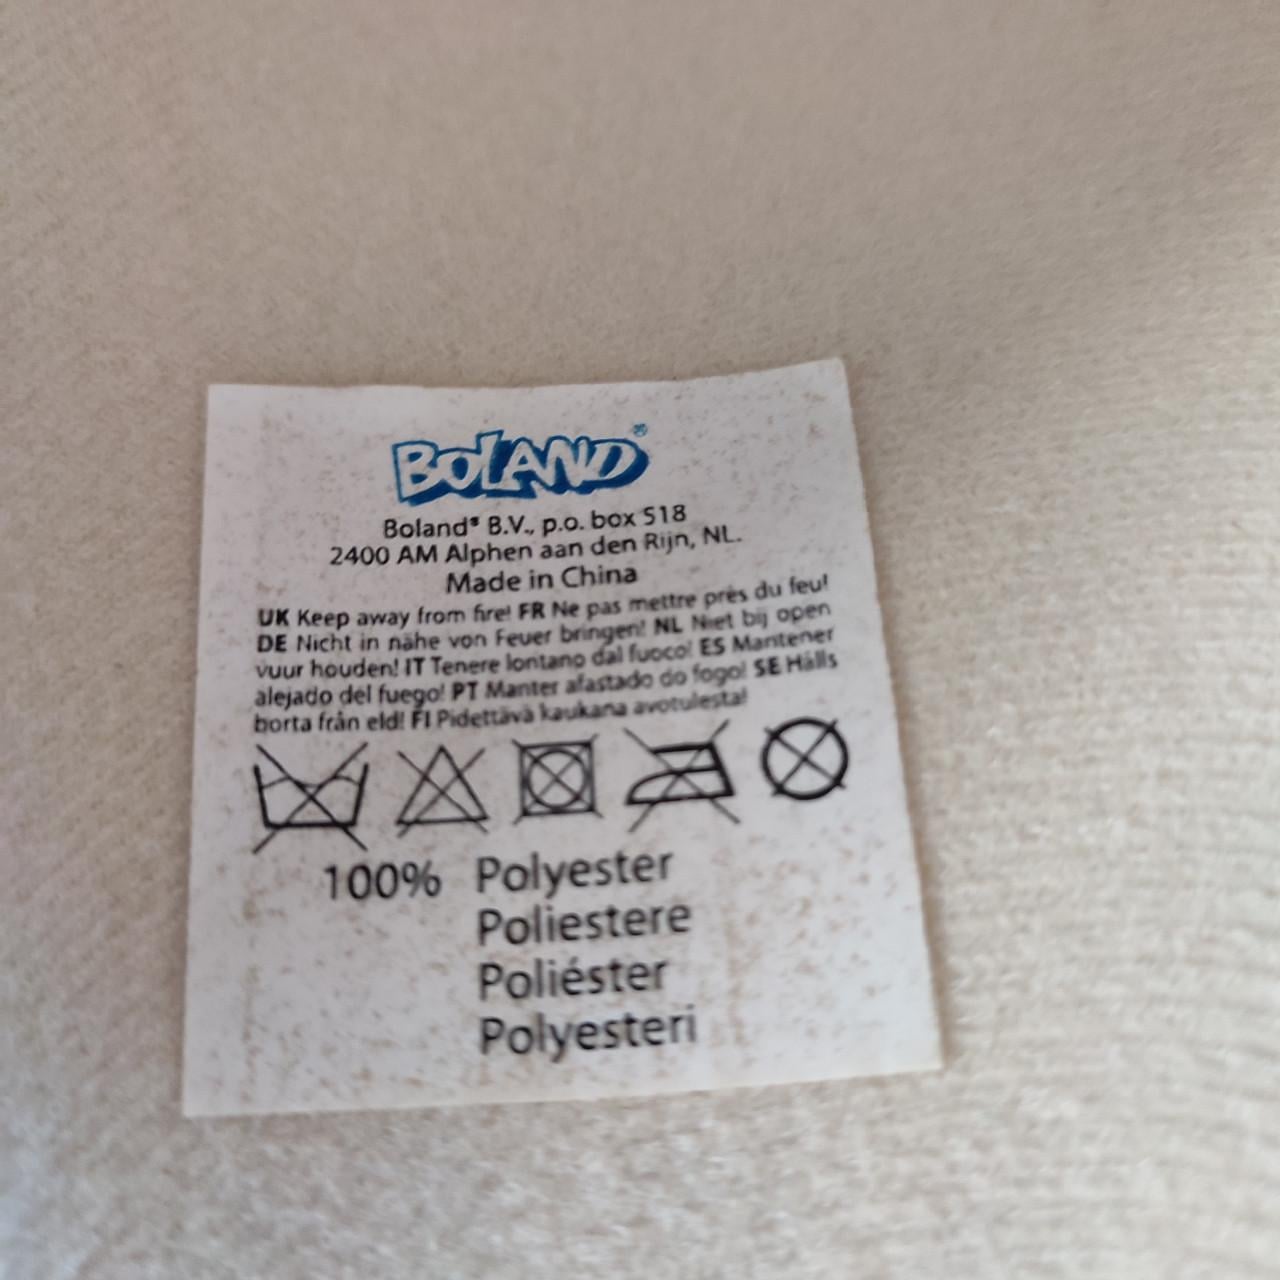 BOLAND®
Boland® B.V., p.o. box 518
2400 AM Alphen aan den Rijn, NL.
Made in China
UK Keep away from fire! FR Ne pas mettre près du feu!
DE Nicht in nähe von Feuer bringen! NL Niet bij open
vuur houden! IT Tenere lontano dal fuoco! ES Mantener
alejado del fuego! PT Manter afastado do fogo! SE Hålls
borta från eld! FI Pidettävä kaukana avotulesta!
100% Polyester
Poliestere
Poliéster
Polyesteri